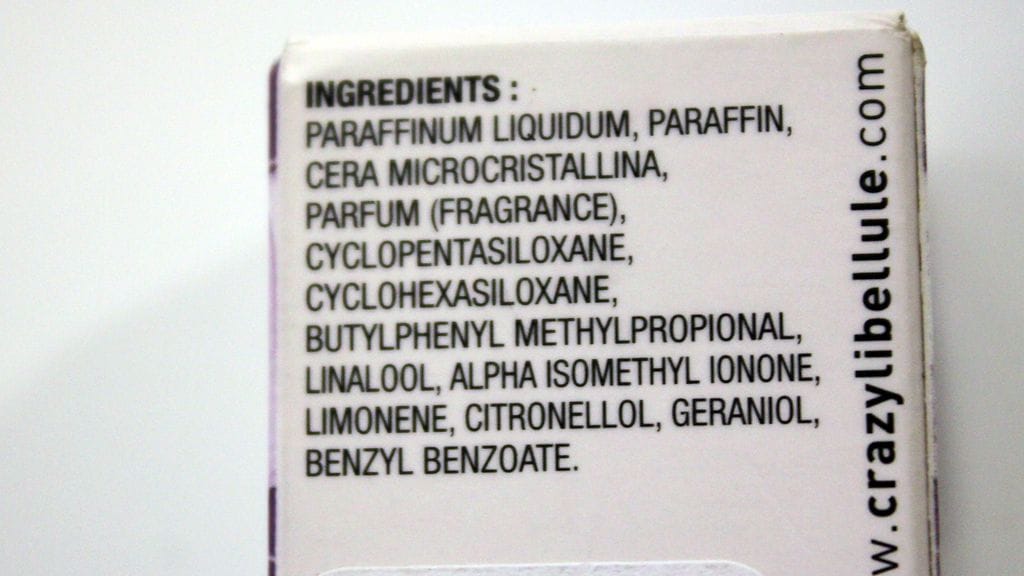 INGREDIENTS :
PARAFFINUM LIQUIDUM, PARAFFIN,
CERA MICROCRISTALLINA,
PARFUM (FRAGRANCE),
CYCLOPENTASILOXANE,
CYCLOHEXASILOXANE,
BUTYLPHENYL METHYLPROPIONAL,
LINALOOL, ALPHA ISOMETHYL IONONE,
LIMONENE, CITRONELLOL, GERANIOL,
BENZYL BENZOATE.
w.crazylibellule.com